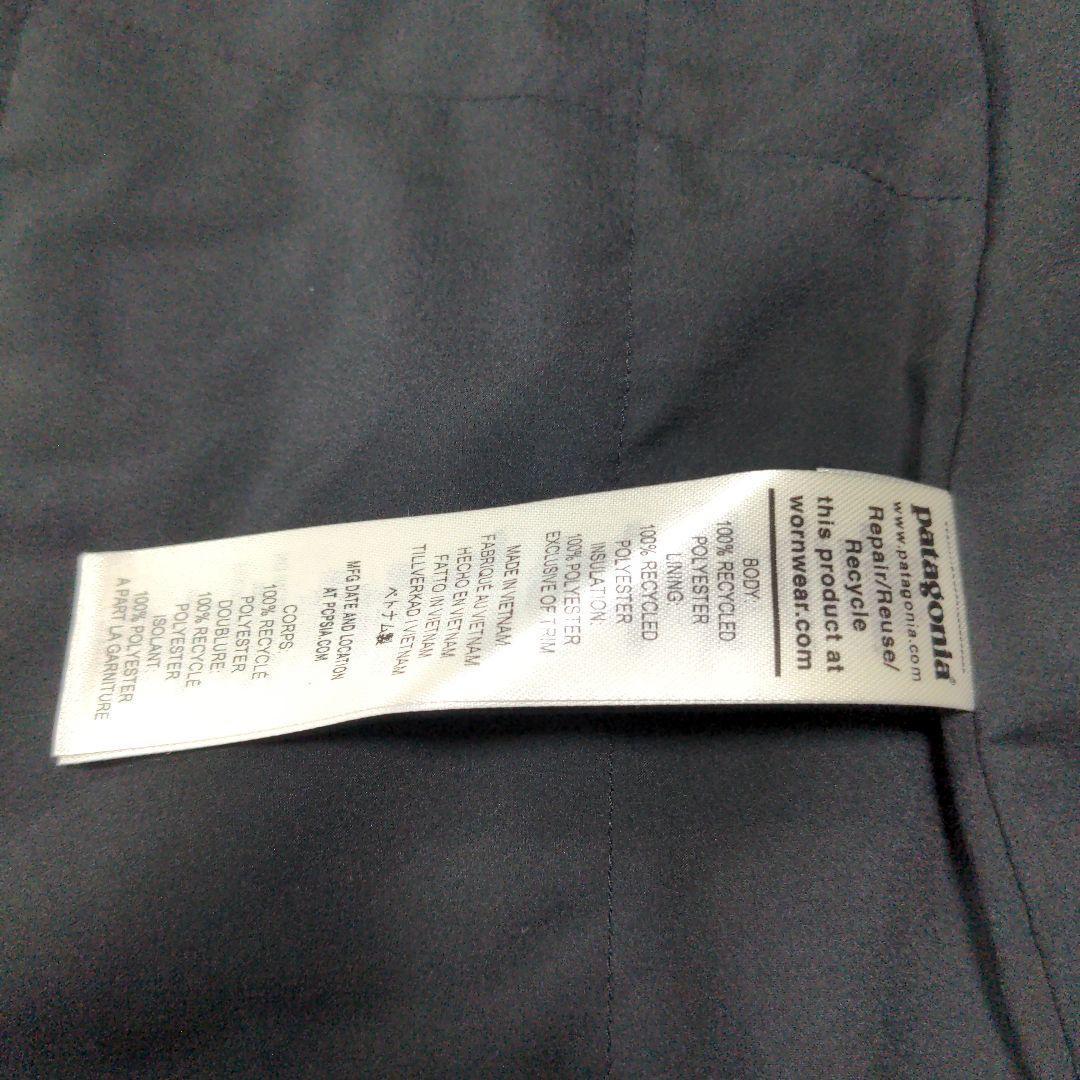 patagonia®
www.patagonia.com
Repair/Reuse/
Recycle
this product at
wornwear.com
BODY:
100% RECYCLED
POLYESTER
LINING:
100% RECYCLED
POLYESTER
INSULATION:
100% POLYESTER
EXCLUSIVE OF TRIM
MADE IN VIETNAM
FABRIQUÉ AU VIETNAM
HECHO EN VIETNAM
FATTO IN VIETNAM
TILLVERKAD I VIETNAM
ベトナム製
MFG DATE AND LOCATION
AT POPSIA.COM
CORPS:
100% RECYCLÉ
POLYESTER
DOUBLURE:
100% RECYCLÉ
POLYESTER
ISOLANT:
100% POLYESTER
A PART LA GARNITURE